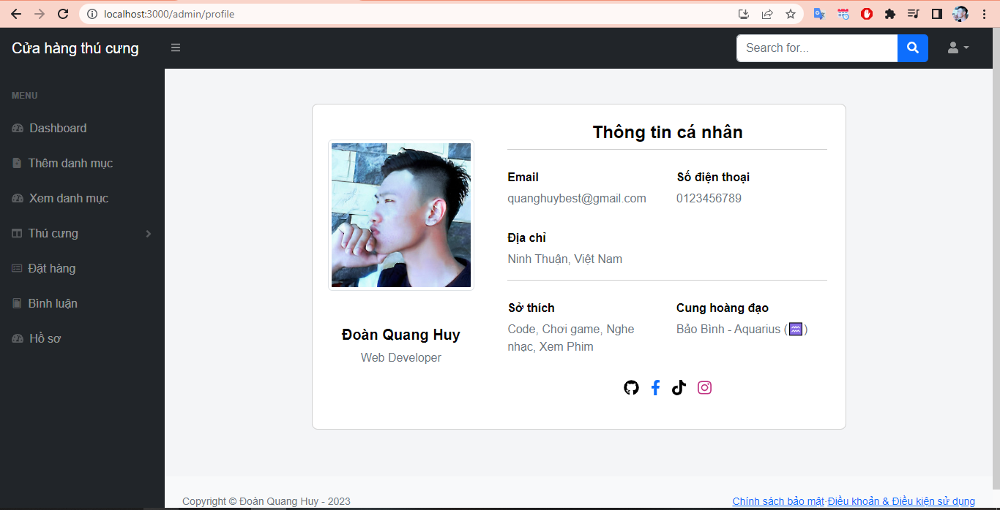 localhost:3000/admin/profile
Cửa hàng thú cưng
Search for...
MENU
Dashboard
Thêm danh mục
Xem danh mục
Thú cưng
Đặt hàng
Bình luận
Hồ sơ
Đoàn Quang Huy
Web Developer
Thông tin cá nhân
Email Số điện thoại
quanghuybest@gmail.com 0123456789
Địa chỉ
Ninh Thuận, Việt Nam
Sở thích Cung hoàng đạo
Code, Chơi game, Nghe Bảo Bình - Aquarius (♒)
nhạc, Xem Phim
Copyright © Đoàn Quang Huy - 2023 Chính sách bảo mật·Điều khoản & Điều kiện sử dụng